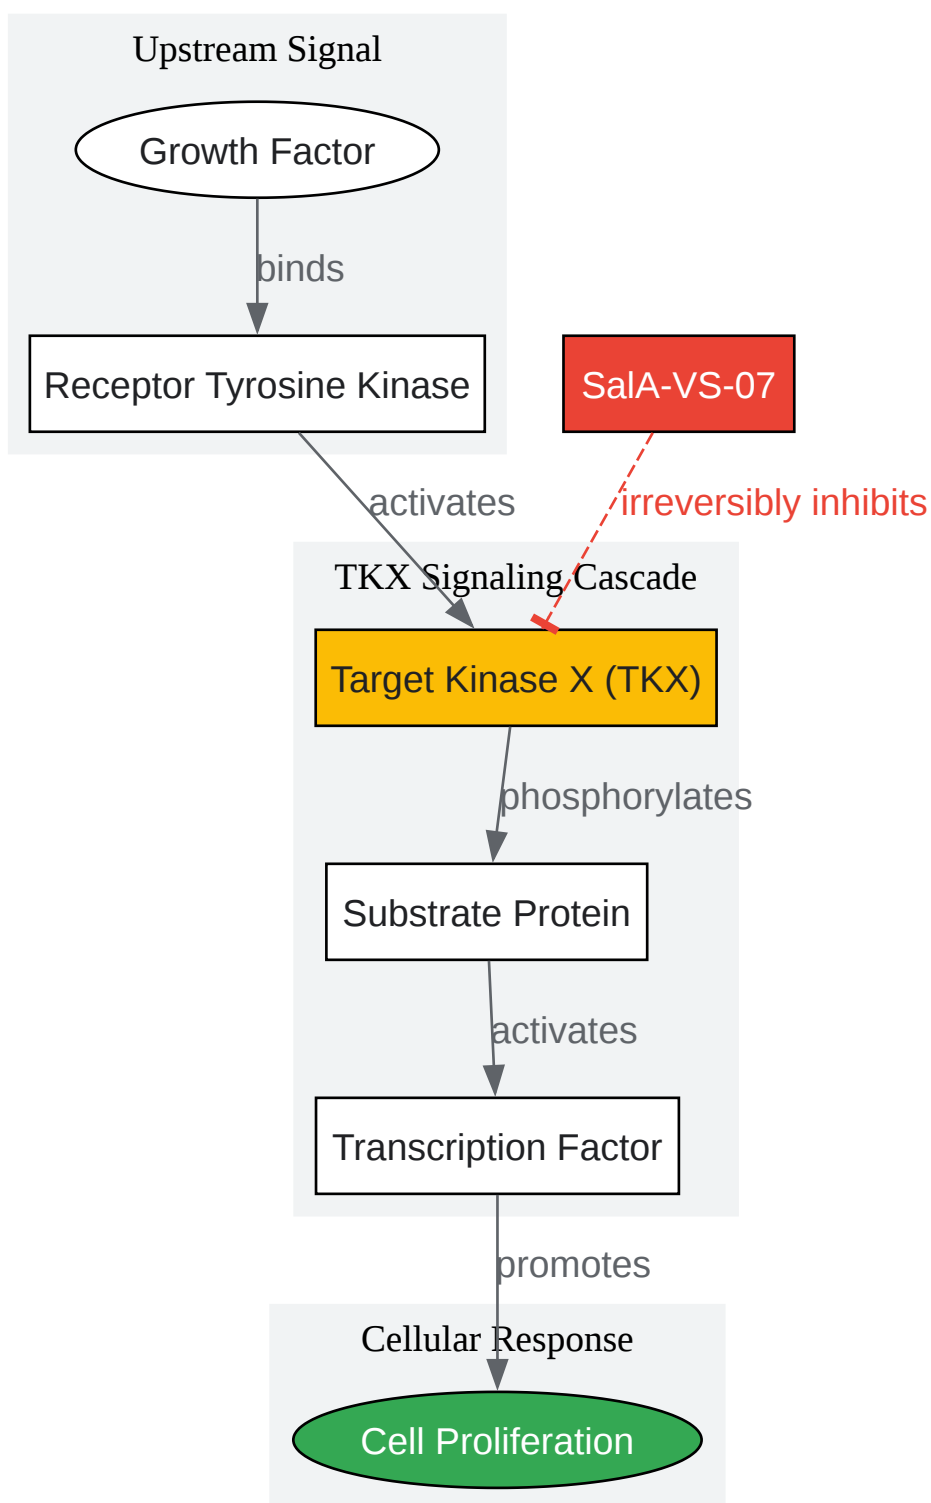 Upstream Signal
Growth Factor
binds
Receptor Tyrosine Kinase
SalA-VS-07
activates
irreversibly inhibits
TKX Signaling Cascade
Target Kinase X (TKX)
phosphorylates
Substrate Protein
activates
Transcription Factor
promotes
Cellular Response
Cell Proliferation